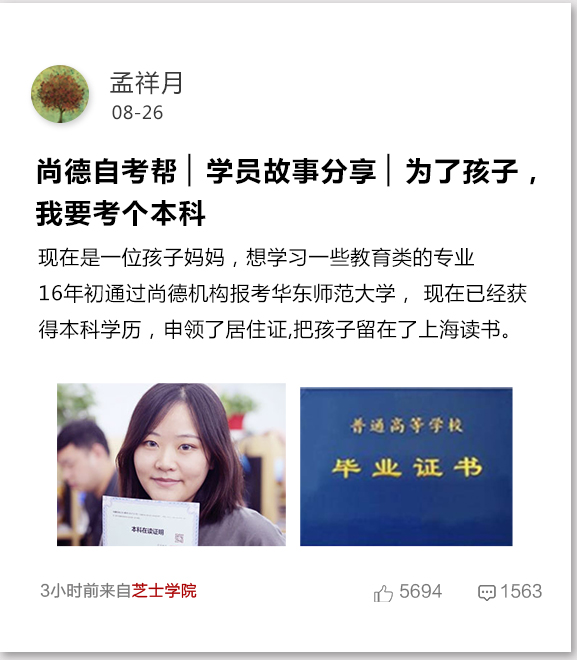 孟祥月
08-26
尚德自考帮│学员故事分享│为了孩子，
我要考个本科
现在是一位孩子妈妈，想学习一些教育类的专业
16年初通过尚德机构报考华东师范大学， 现在已经获
得本科学历，申领了居住证,把孩子留在了上海读书。
本科在读证明
普通高等学校
毕业证书
3小时前来自芝士学院
5694
1563